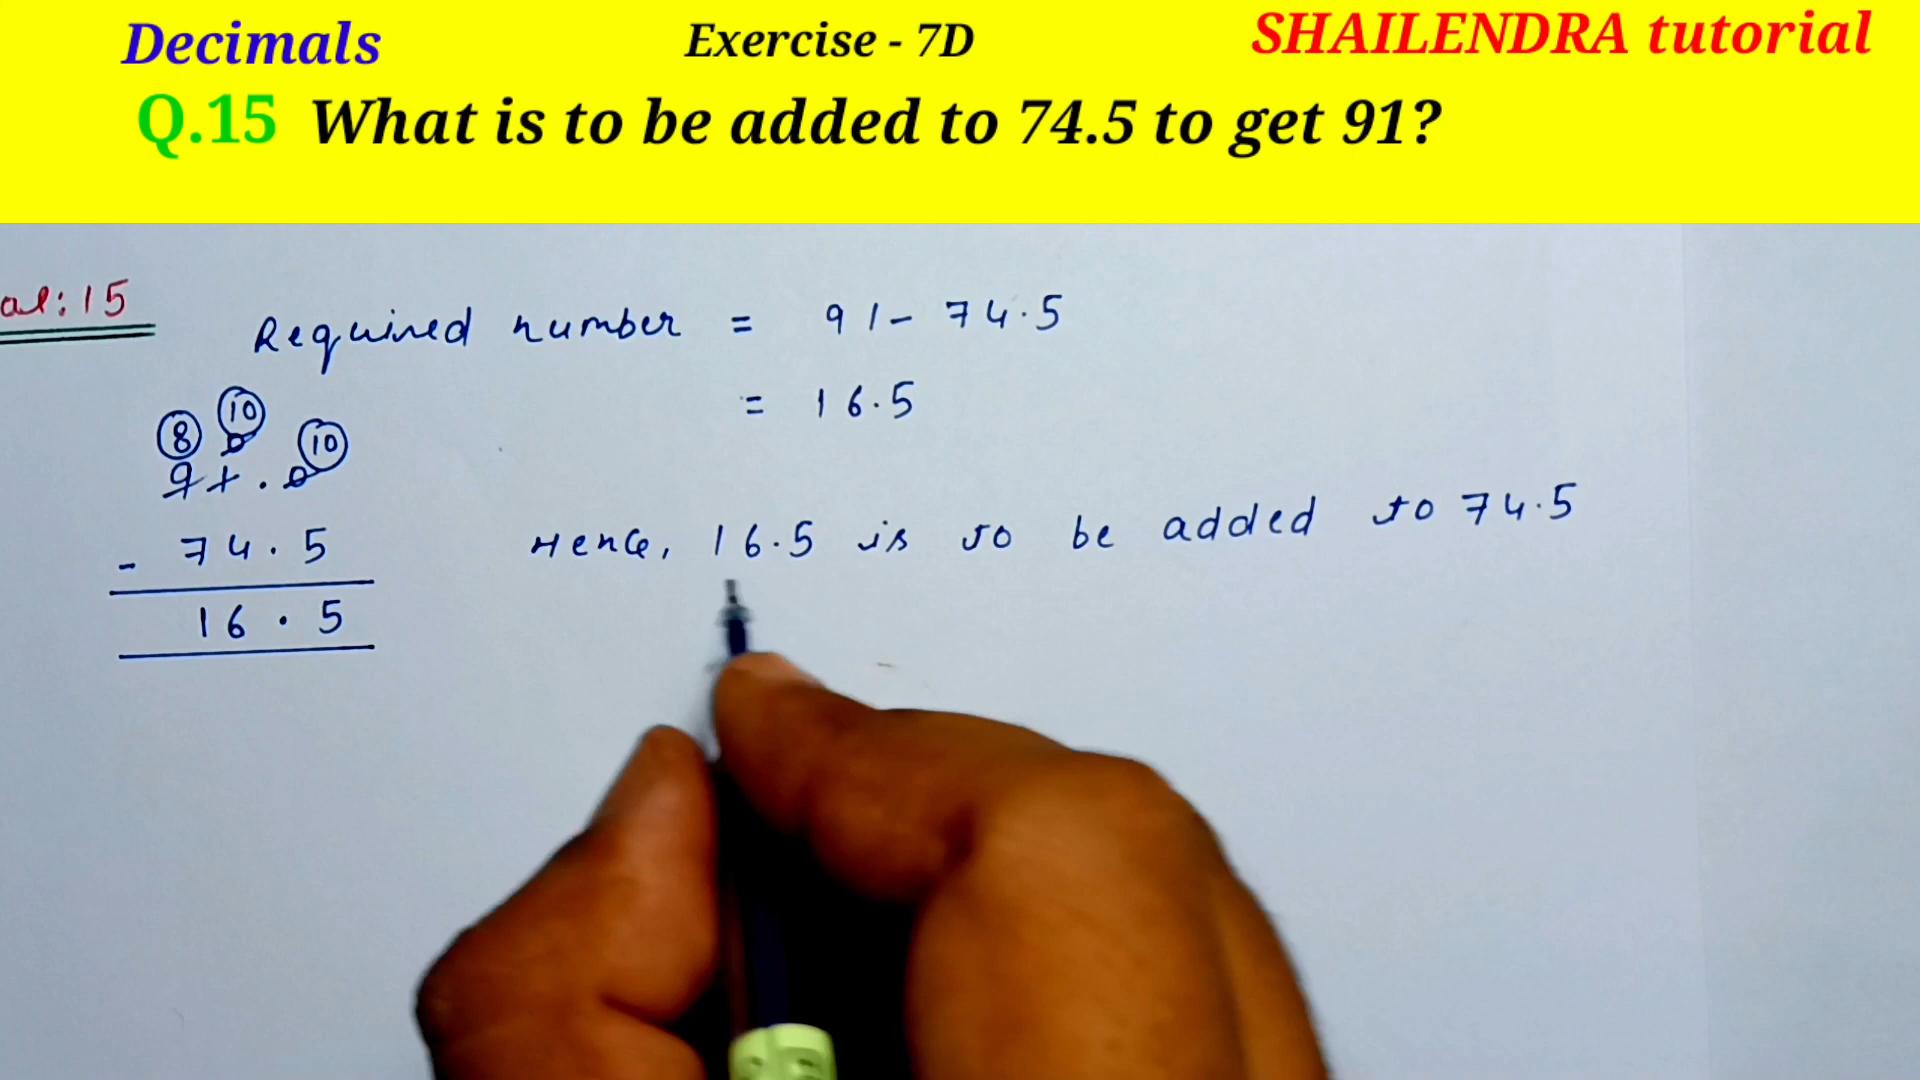 Decimals Exercise - 7D SHAILENDRA tutorial
Q.15 What is to be added to 74.5 to get 91?
15
Required number = 91 - 74.5
= 16.5
8 10 10
0
91.0
- 74.5
16.5
Hence, 16.5 is to be added to 74.5